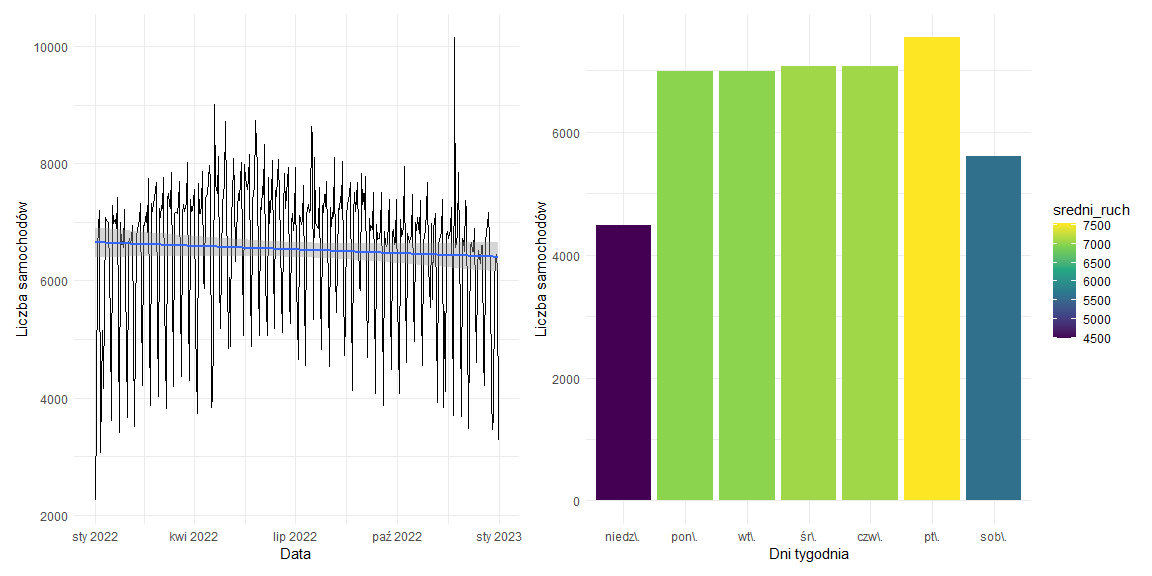 Liczba samochodów
10000
8000
6000
4000
2000
sty 2022
kwi 2022
lip 2022
paź 2022
sty 2023
Data
Liczba samochodów
6000
4000
2000
0
niedz\.
pon\.
wt\.
śr\.
czw\.
pt\.
sob\.
Dni tygodnia
sredni_ruch
7500
7000
6500
6000
5500
5000
4500